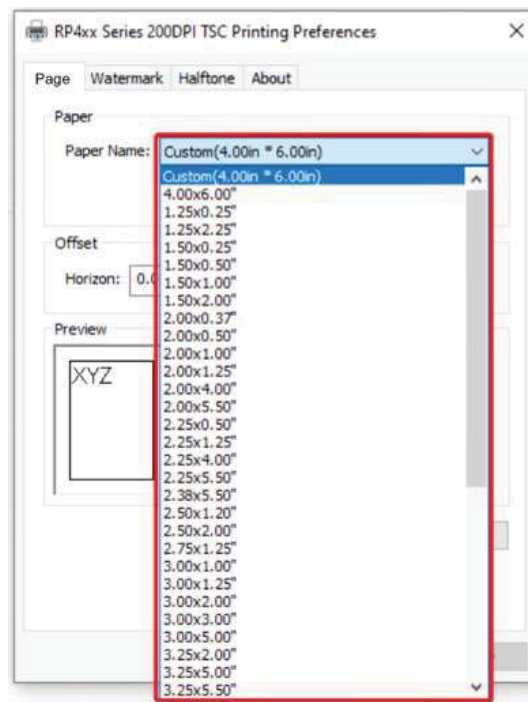 RP4xx Series 200DPI TSC Printing Preferences
Page Watermark Halftone About
Paper
Paper Name: Custom(4.00in * 6.00in)
Custom(4.00in * 6.00in)
4.00x6.00"
1.25x0.25"
1.25x2.25"
1.50x0.25"
1.50x0.50"
1.50x1.00"
1.50x2.00"
2.00x0.37"
2.00x0.50"
2.00x1.00"
2.00x1.25"
2.00x4.00"
2.00x5.50"
2.25x0.50"
2.25x1.25"
2.25x4.00"
2.25x5.50"
2.38x5.50"
2.50x1.20"
2.50x2.00"
2.75x1.25"
3.00x1.00"
3.00x1.25"
3.00x2.00"
3.00x3.00"
3.00x5.00"
3.25x2.00"
3.25x5.00"
3.25x5.50"
Offset
Horizon: 0.0
Preview
XYZ